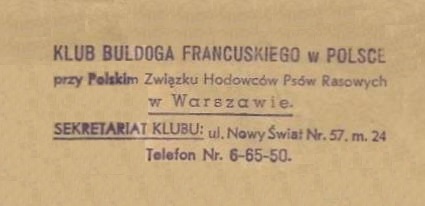 KLUB BULDOGA FRANCUSKIEGO w POLSCE
przy Polskim Związku Hodowców Psów Rasowych
w Warszawie.
SEKRETARIAT KLUBU: ul. Nowy Świat Nr. 57. m. 24
Telefon Nr. 6-65-50.